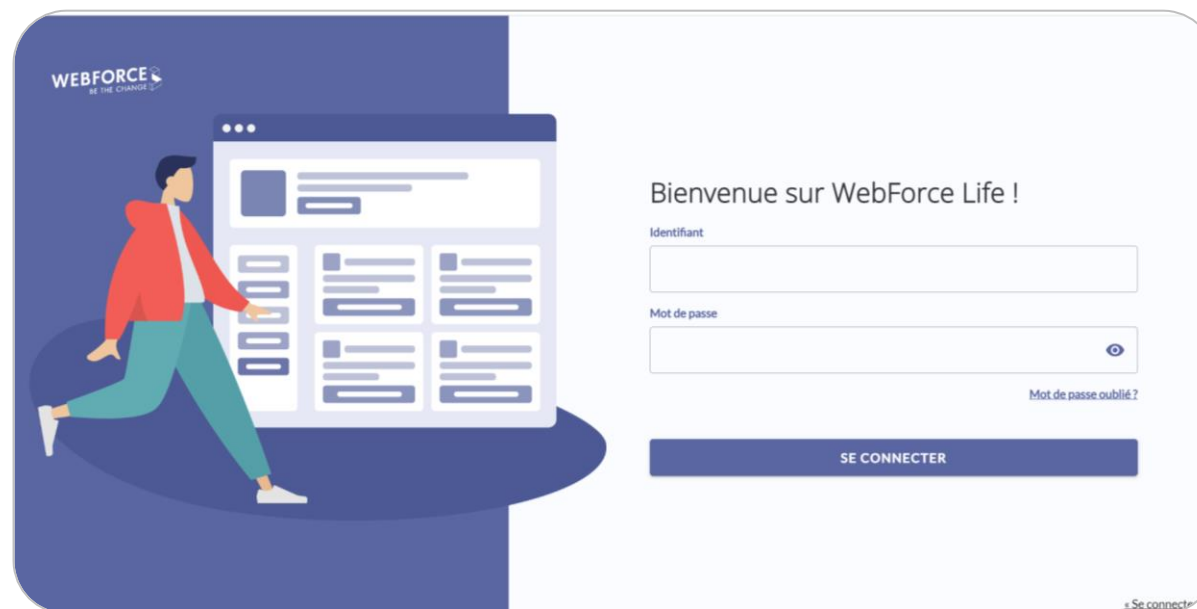 WEBFORCE
BE THE CHANGE
Bienvenue sur WebForce Life !
Identifiant
Mot de passe
Mot de passe oublié ?
SE CONNECTER
« Se connecter